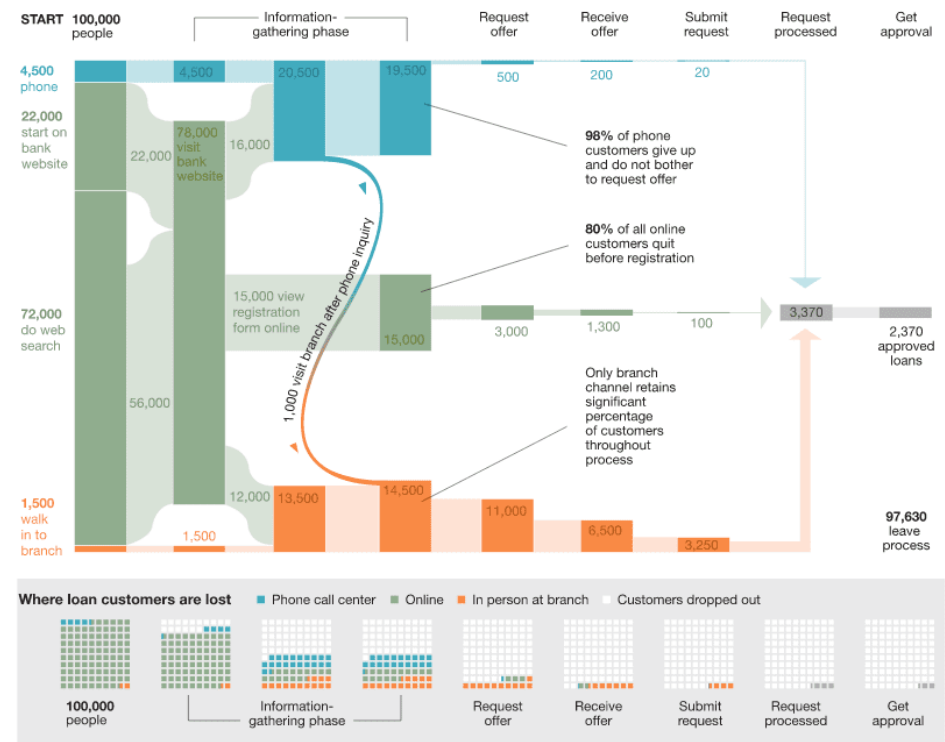 START 100,000
people
Information-
gathering phase
Request
offer
Receive
offer
Submit
request
Request
processed
Get
approval
4,500
phone
4,500
20,500
19,500
500
200
20
22,000
start on
bank
website
22,000
78,000
visit
bank
website
16,000
98% of phone
customers give up
and do not bother
to request offer
1,000 visit branch after phone inquiry
80% of all online
customers quit
before registration
72,000
do web
search
15,000 view
registration
form online
15,000
3,000
1,300
100
3,370
2,370
approved
loans
56,000
Only branch
channel retains
significant
percentage
of customers
throughout
process
1,500
walk
in to
branch
1,500
12,000
13,500
14,500
11,000
6,500
3,250
97,630
leave
process
Where loan customers are lost
Phone call center
Online
In person at branch
Customers dropped out
100,000
people
Information-
gathering phase
Request
offer
Receive
offer
Submit
request
Request
processed
Get
approval